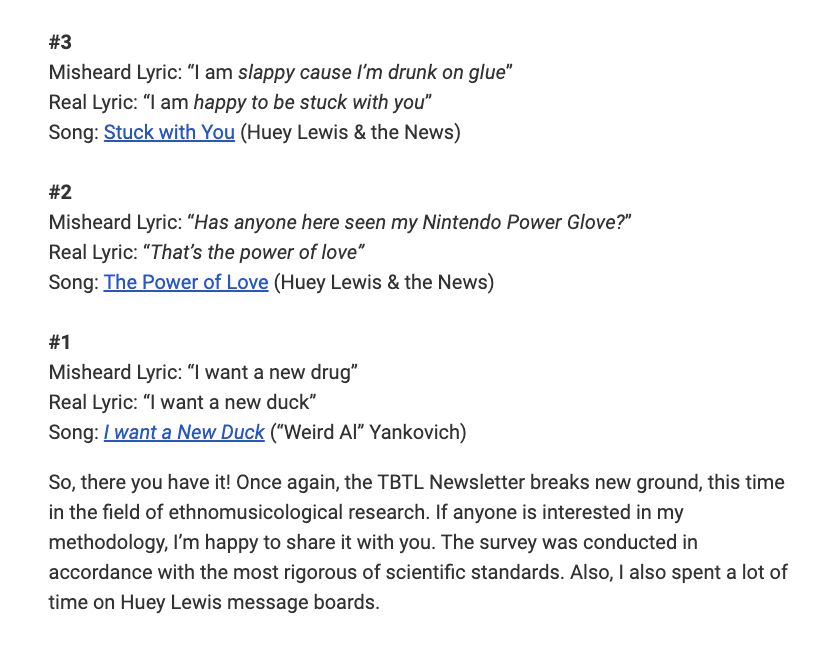 #3
Misheard Lyric: “I am slappy cause I’m drunk on glue”
Real Lyric: “I am happy to be stuck with you”
Song: Stuck with You (Huey Lewis & the News)
#2
Misheard Lyric: “Has anyone here seen my Nintendo Power Glove?”
Real Lyric: “That’s the power of love”
Song: The Power of Love (Huey Lewis & the News)
#1
Misheard Lyric: “I want a new drug”
Real Lyric: “I want a new duck”
Song: I want a New Duck (“Weird Al” Yankovich)
So, there you have it! Once again, the TBTL Newsletter breaks new ground, this time
in the field of ethnomusicological research. If anyone is interested in my
methodology, I’m happy to share it with you. The survey was conducted in
accordance with the most rigorous of scientific standards. Also, I also spent a lot of
time on Huey Lewis message boards.